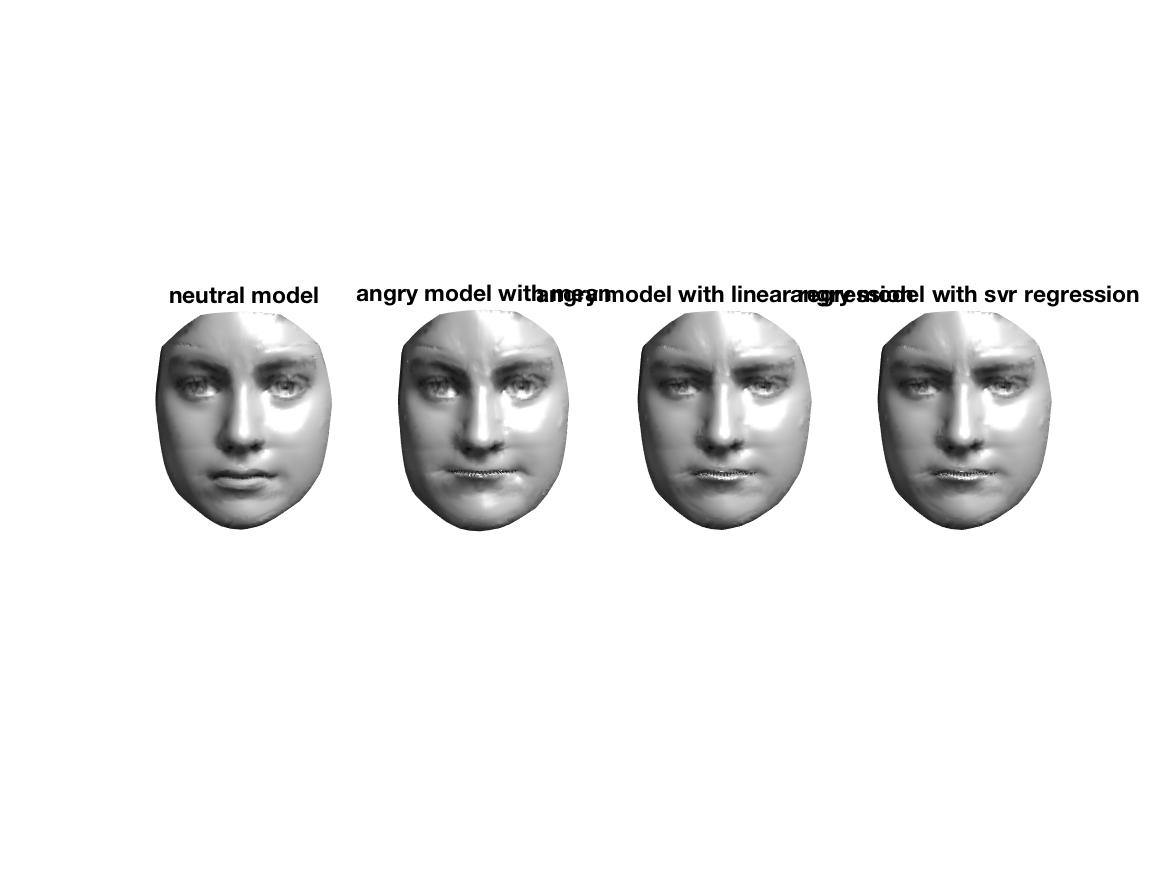 neutral model
angry model with mean
angry model with linear regression
angry model with svr regression